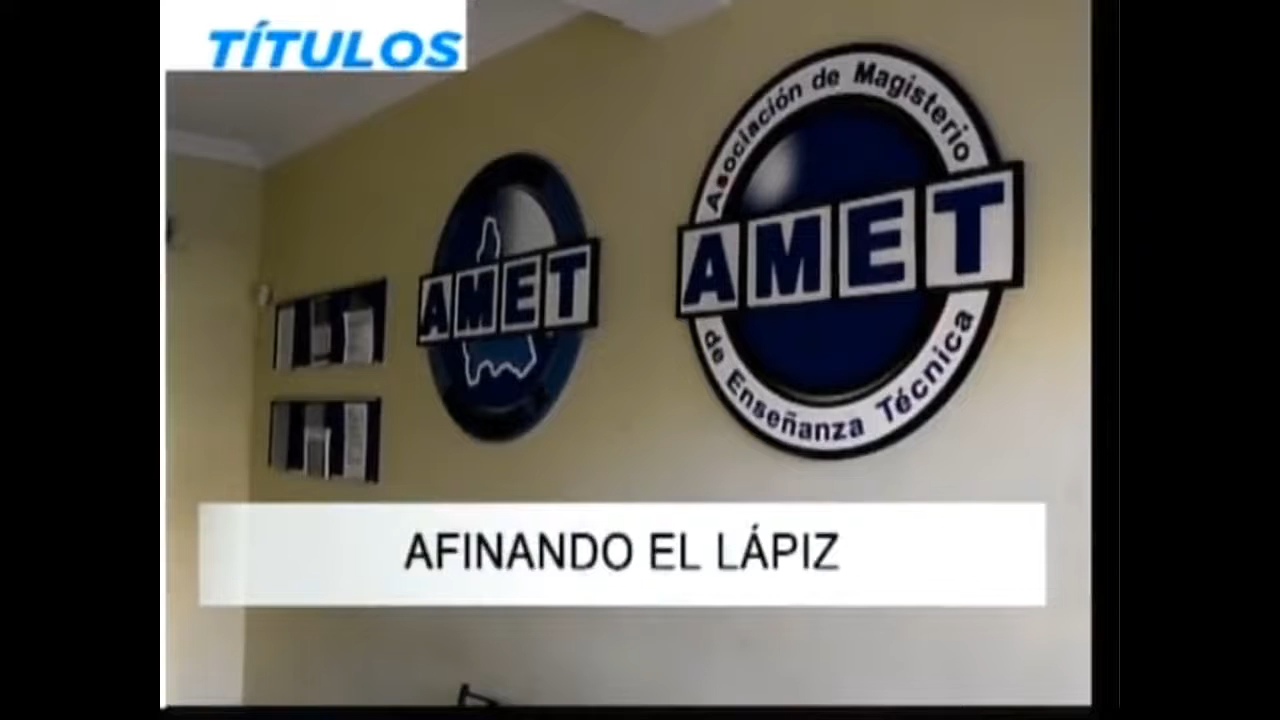 TÍTULOS
AMET
Asociación de Magisterio
AMET
de Enseñanza Técnica
AFINANDO EL LÁPIZ